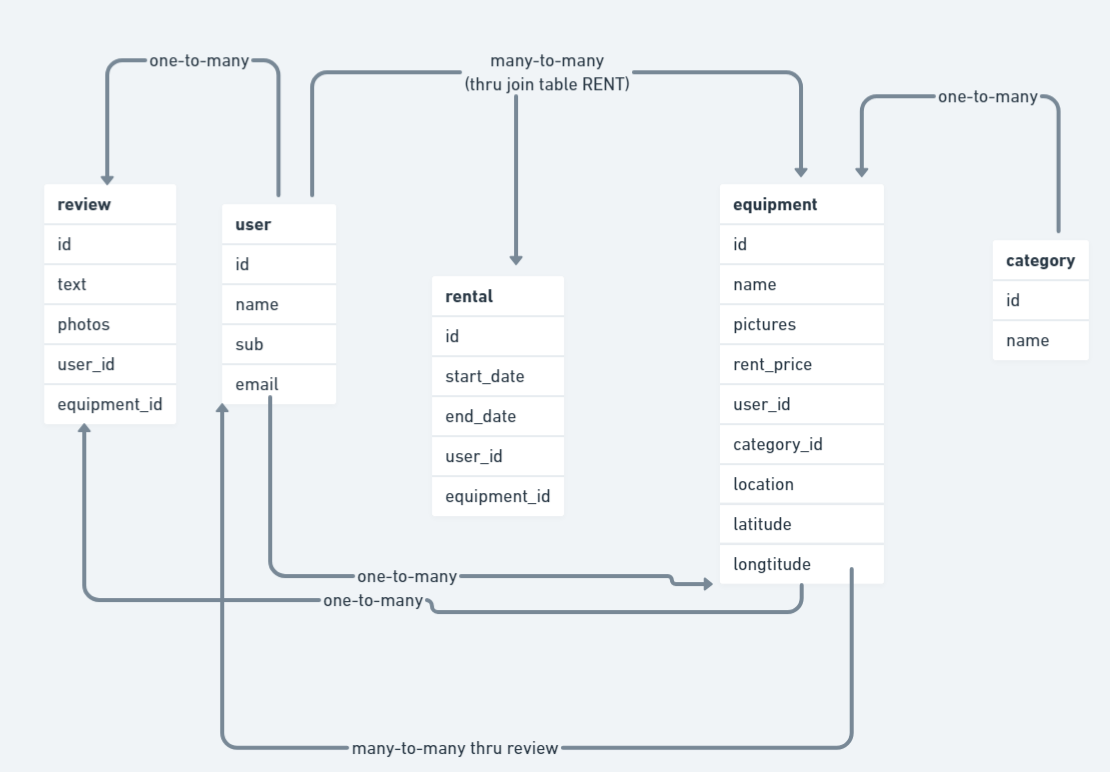 one-to-many
many-to-many
(thru join table RENT)
one-to-many
review
id
text
photos
user_id
equipment_id
user
id
name
sub
email
rental
id
start_date
end_date
user_id
equipment_id
equipment
id
name
pictures
rent_price
user_id
category_id
location
latitude
longtitude
category
id
name
one-to-many
one-to-many
many-to-many thru review